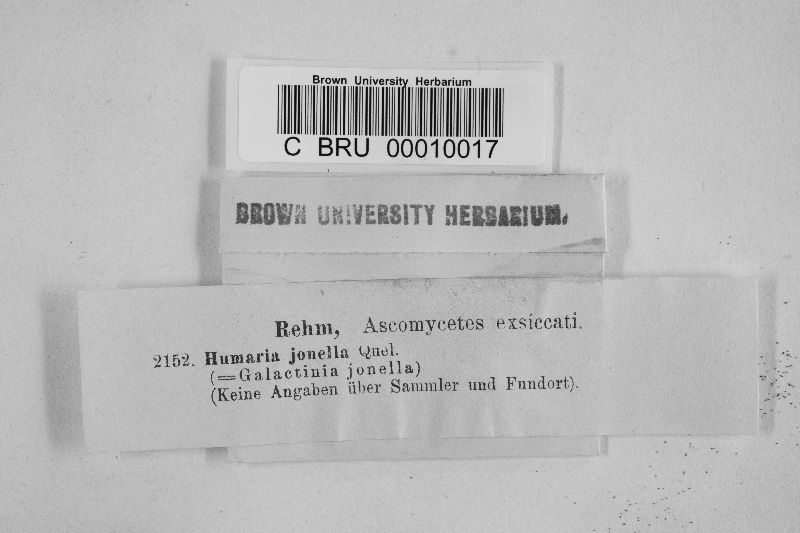 Brown University Herbarium
C BRU 00010017
BROWN UNIVERSITY HERBARIUM.
Rehm, Ascomycetes exsiccati.
2152. Humaria jonella Quel.
(=Galactinia jonella)
(Keine Angaben über Sammler und Fundort).